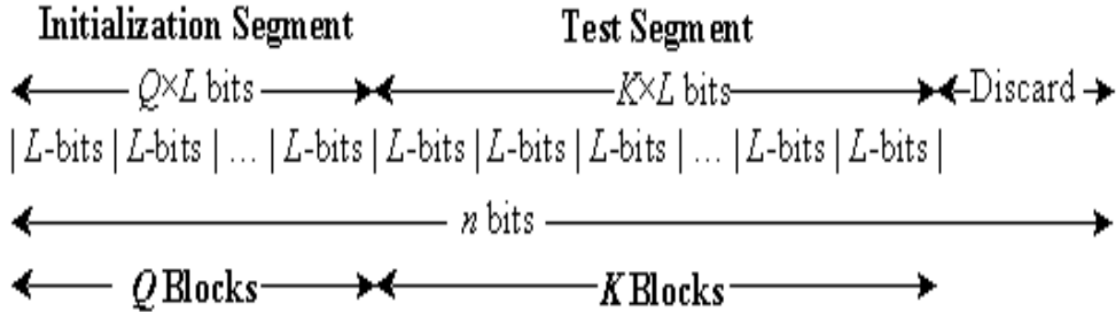 Initialization Segment Test Segment
Q×L bits K×L bits Discard
| L-bits | L-bits | ... | L-bits | L-bits | L-bits | L-bits | ... | L-bits | L-bits |
n bits
Q Blocks K Blocks